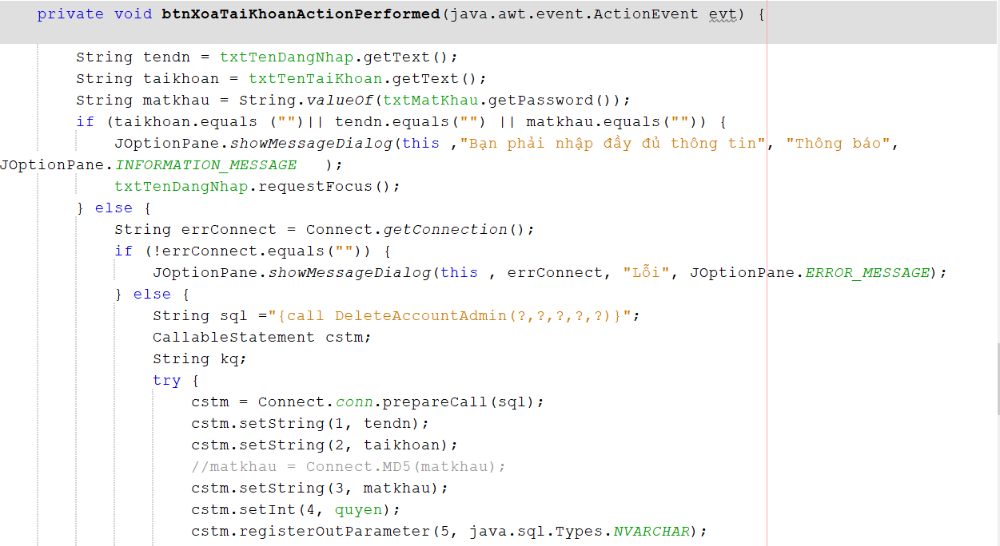 private void btnXoaTaiKhoanActionPerformed(java.awt.event.ActionEvent evt) {
String tendn = txtTenDangNhap.getText();
String taikhoan = txtTenTaiKhoan.getText();
String matkhau = String.valueOf(txtMatKhau.getPassword());
if (taikhoan.equals ("")|| tendn.equals("") || matkhau.equals("")) {
JOptionPane.showMessageDialog(this ,"Bạn phải nhập đầy đủ thông tin", "Thông báo",
JOptionPane.INFORMATION_MESSAGE   );
txtTenDangNhap.requestFocus();
} else {
String errConnect = Connect.getConnection();
if (!errConnect.equals("")) {
JOptionPane.showMessageDialog(this , errConnect, "Lỗi", JOptionPane.ERROR_MESSAGE);
} else {
String sql ="{call DeleteAccountAdmin(?,?,?,?,?)}";
CallableStatement cstm;
String kq;
try {
cstm = Connect.conn.prepareCall(sql);
cstm.setString(1, tendn);
cstm.setString(2, taikhoan);
//matkhau = Connect.MD5(matkhau);
cstm.setString(3, matkhau);
cstm.setInt(4, quyen);
cstm.registerOutParameter(5, java.sql.Types.NVARCHAR);